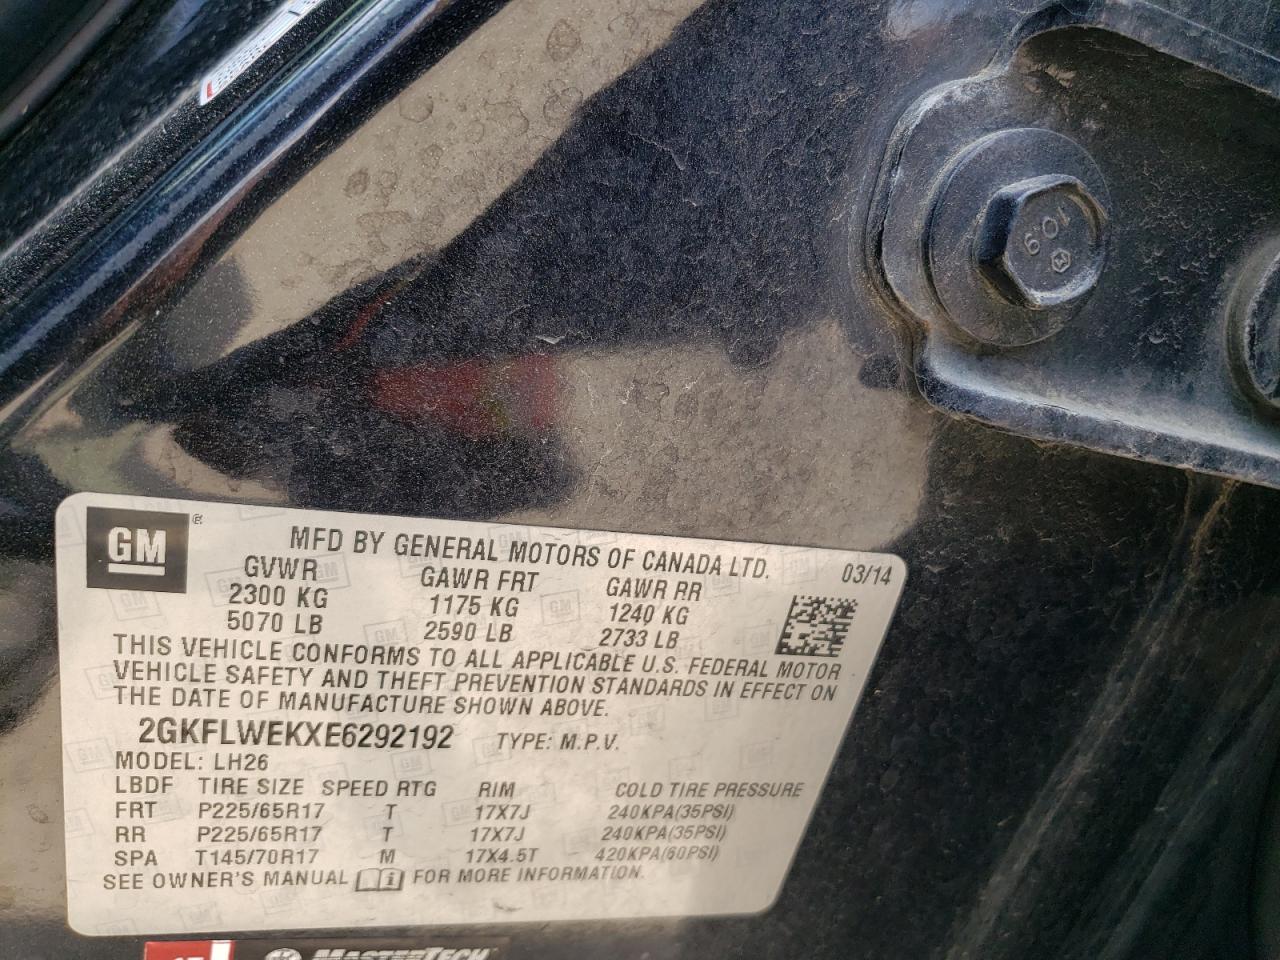 10.9
GM ®
MFD BY GENERAL MOTORS OF CANADA LTD.
GVWR GAWR FRT GAWR RR 03/14
2300 KG 1175 KG 1240 KG
5070 LB 2590 LB 2733 LB
THIS VEHICLE CONFORMS TO ALL APPLICABLE U.S. FEDERAL MOTOR
VEHICLE SAFETY AND THEFT PREVENTION STANDARDS IN EFFECT ON
THE DATE OF MANUFACTURE SHOWN ABOVE.
2GKFLWEKXE6292192 TYPE: M.P.V.
MODEL: LH26
LBDF TIRE SIZE SPEED RTG RIM COLD TIRE PRESSURE
FRT P225/65R17 T 17X7J 240KPA(35PSI)
RR P225/65R17 T 17X7J 240KPA(35PSI)
SPA T145/70R17 M 17X4.5T 420KPA(60PSI)
SEE OWNER'S MANUAL FOR MORE INFORMATION.
MASTERTECH